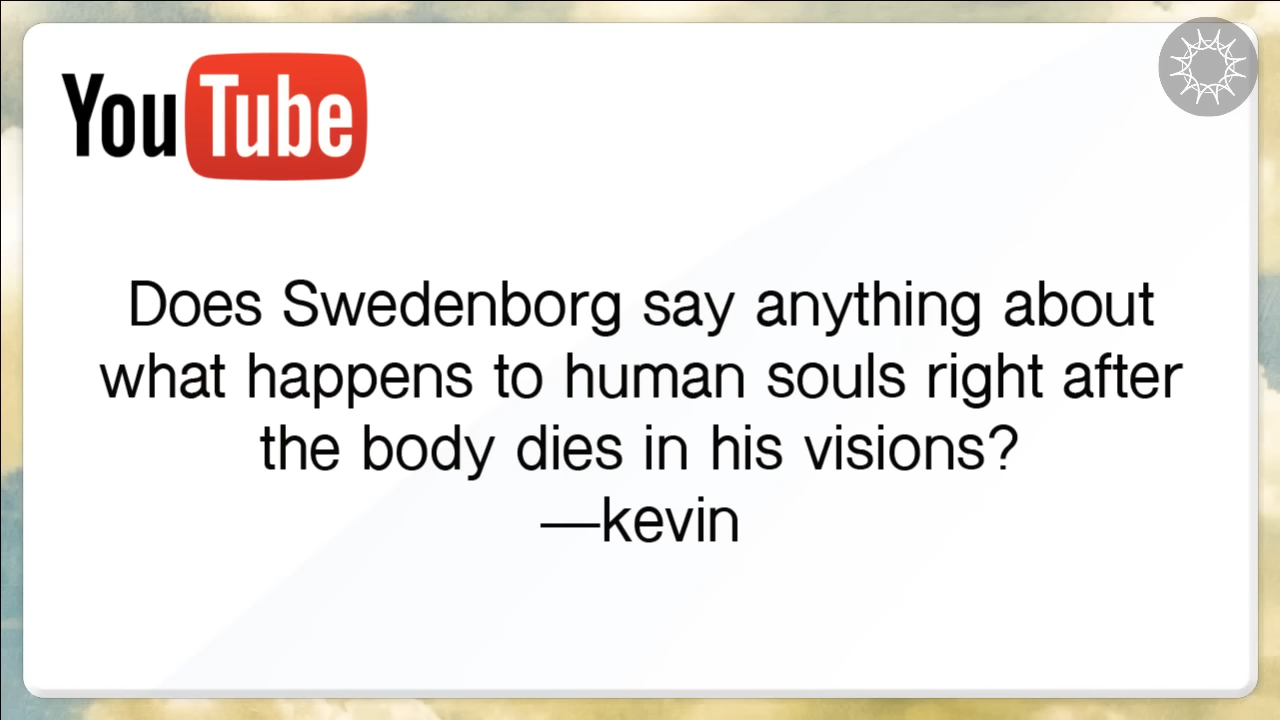 YouTube
Does Swedenborg say anything about
what happens to human souls right after
the body dies in his visions?
—kevin